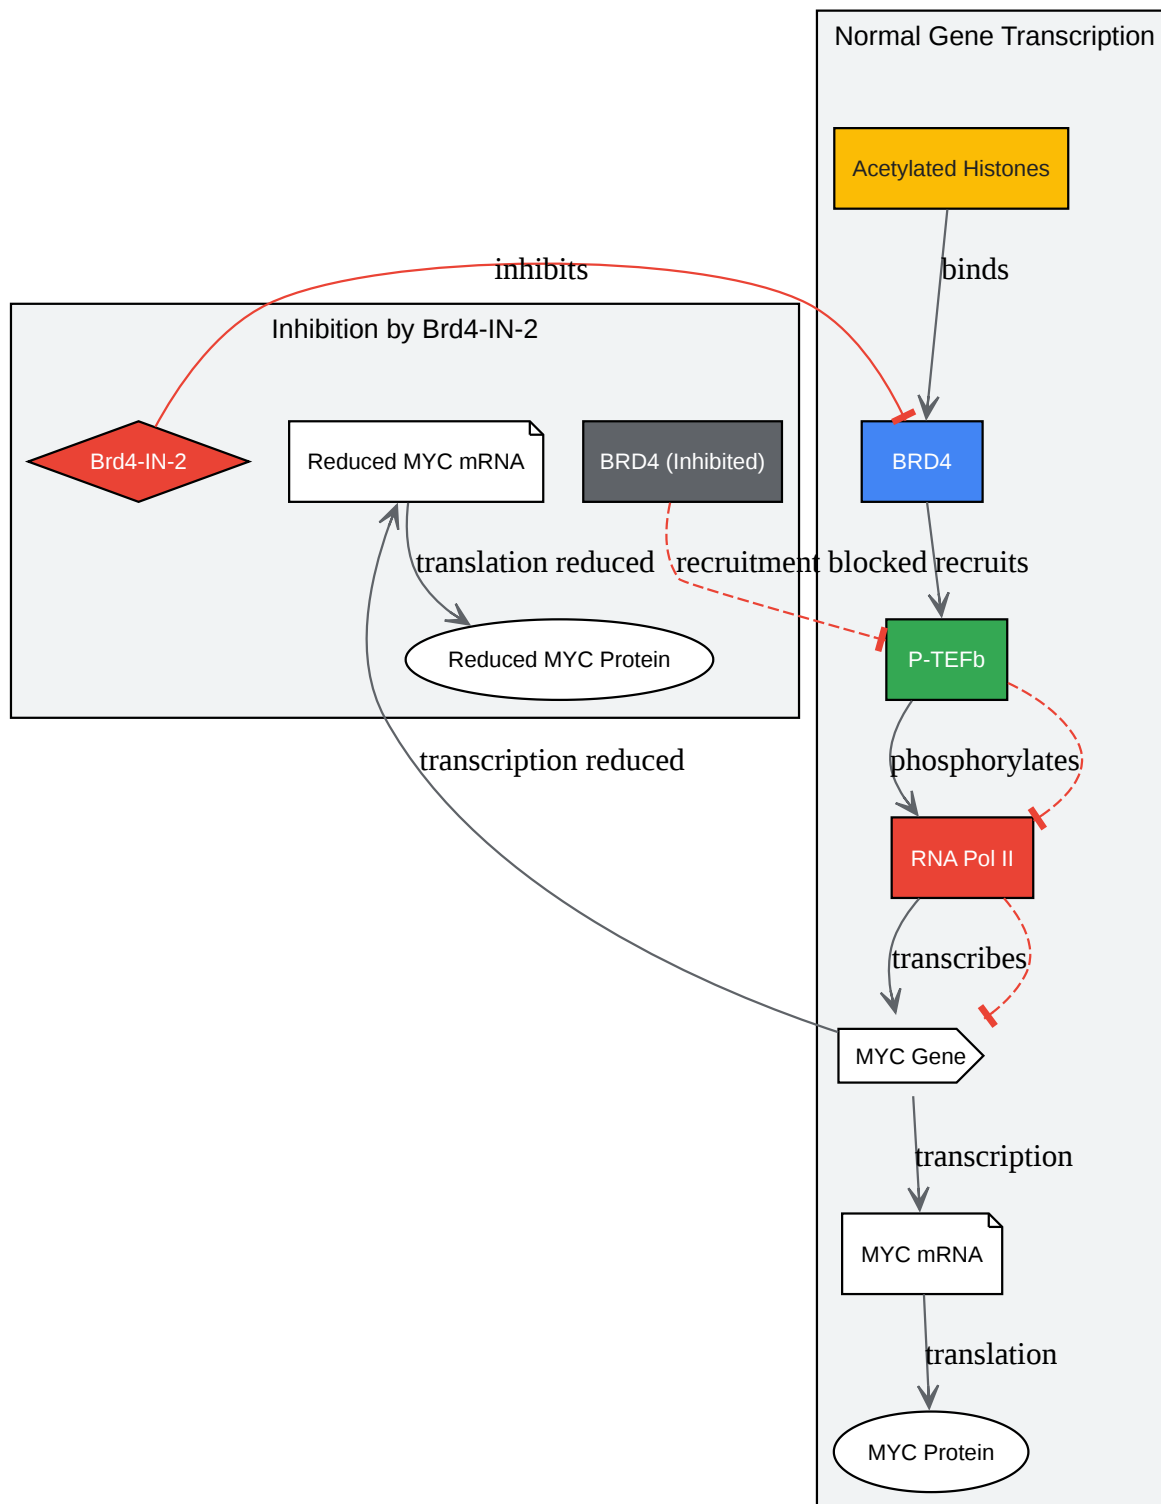 Normal Gene Transcription
Acetylated Histones
inhibits
binds
Inhibition by Brd4-IN-2
Brd4-IN-2
Reduced MYC mRNA
BRD4 (Inhibited)
BRD4
translation reduced
recruitment blocked
recruits
Reduced MYC Protein
P-TEFb
transcription reduced
phosphorylates
RNA Pol II
transcribes
MYC Gene
transcription
MYC mRNA
translation
MYC Protein